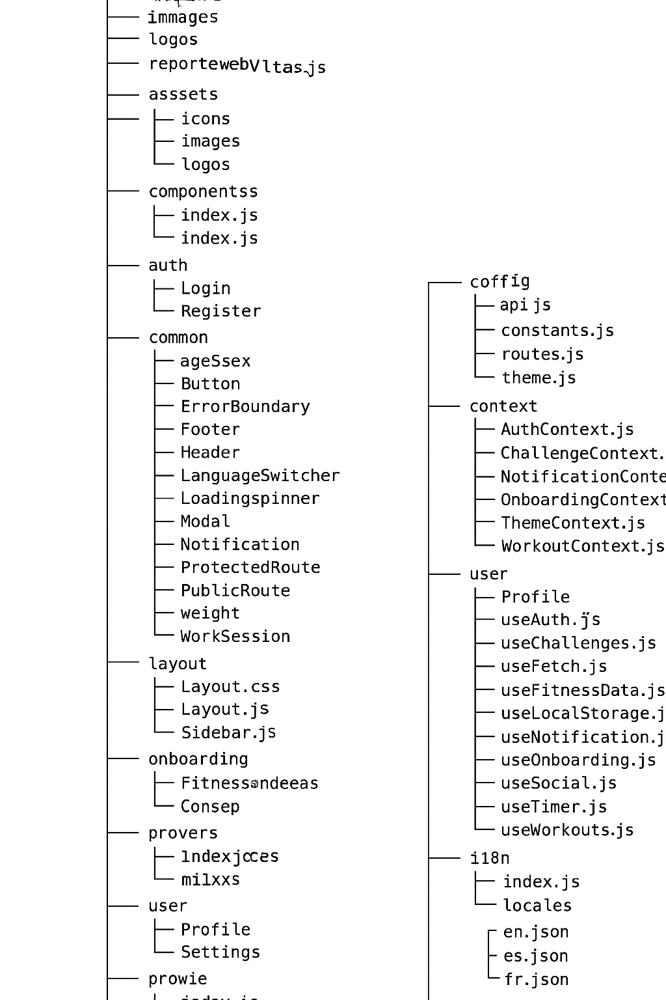 immages
logos
reportewebVltas.js
asssets
icons
images
logos
componentss
index.js
index.js
auth
Login
Register
common
ageSsex
Button
ErrorBoundary
Footer
Header
LanguageSwitcher
Loadingspinner
Modal
Notification
ProtectedRoute
PublicRoute
weight
WorkSession
layout
Layout.css
Layout.js
Sidebar.js
onboarding
Consep
provers
milxxs
user
Profile
Settings
prowie
index.js
coffig
api js
constants.js
routes.js
theme.js
context
AuthContext.js
ChallengeContext.
NotificationConte
OnboardingContext
ThemeContext.js
WorkoutContext.js
user
Profile
useAuth.js
useChallenges.js
useFetch.js
useFitnessData.js
useLocalStorage.j
useNotification.j
useOnboarding.js
useSocial.js
useTimer.js
useWorkouts.js
i18n
index.js
locales
en.json
es.json
fr.json